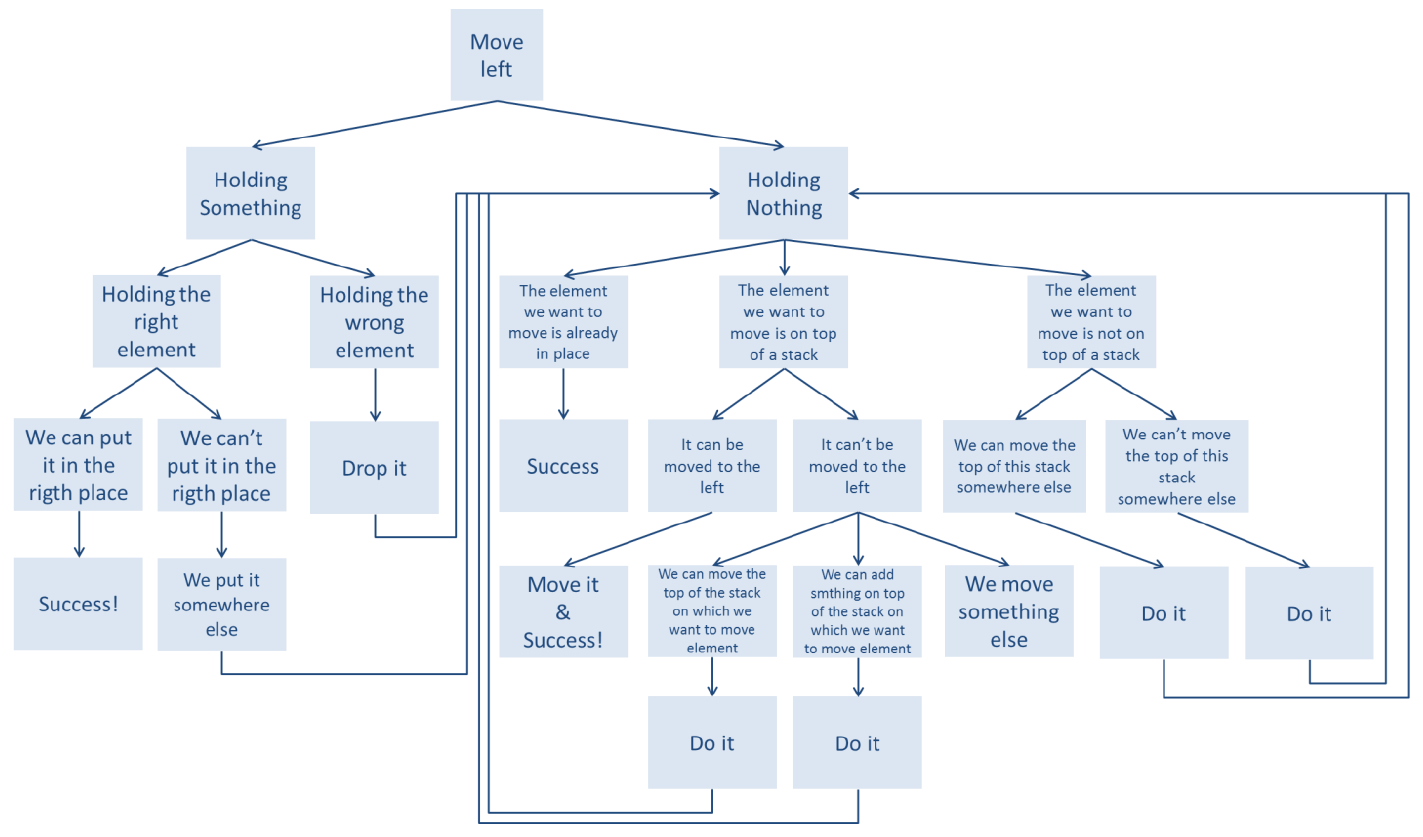 Move
left
Holding
Something
Holding
Nothing
Holding the
right
element
Holding the
wrong
element
The element
we want to
move is already
in place
The element
we want to
move is on top
of a stack
The element
we want to
move is not on
top of a stack
We can put
it in the
rigth place
We can't
put it in the
rigth place
Drop it
Success
It can be
moved to the
left
It can't be
moved to the
left
We can move the
top of this stack
somewhere else
We can't move
the top of this
stack
somewhere else
Success!
We put it
somewhere
else
Move it
&
Success!
We can move the
top of the stack
on which we
want to move
element
We can add
smthing on top
of the stack on
which we want
to move element
We move
something
else
Do it
Do it
Do it
Do it